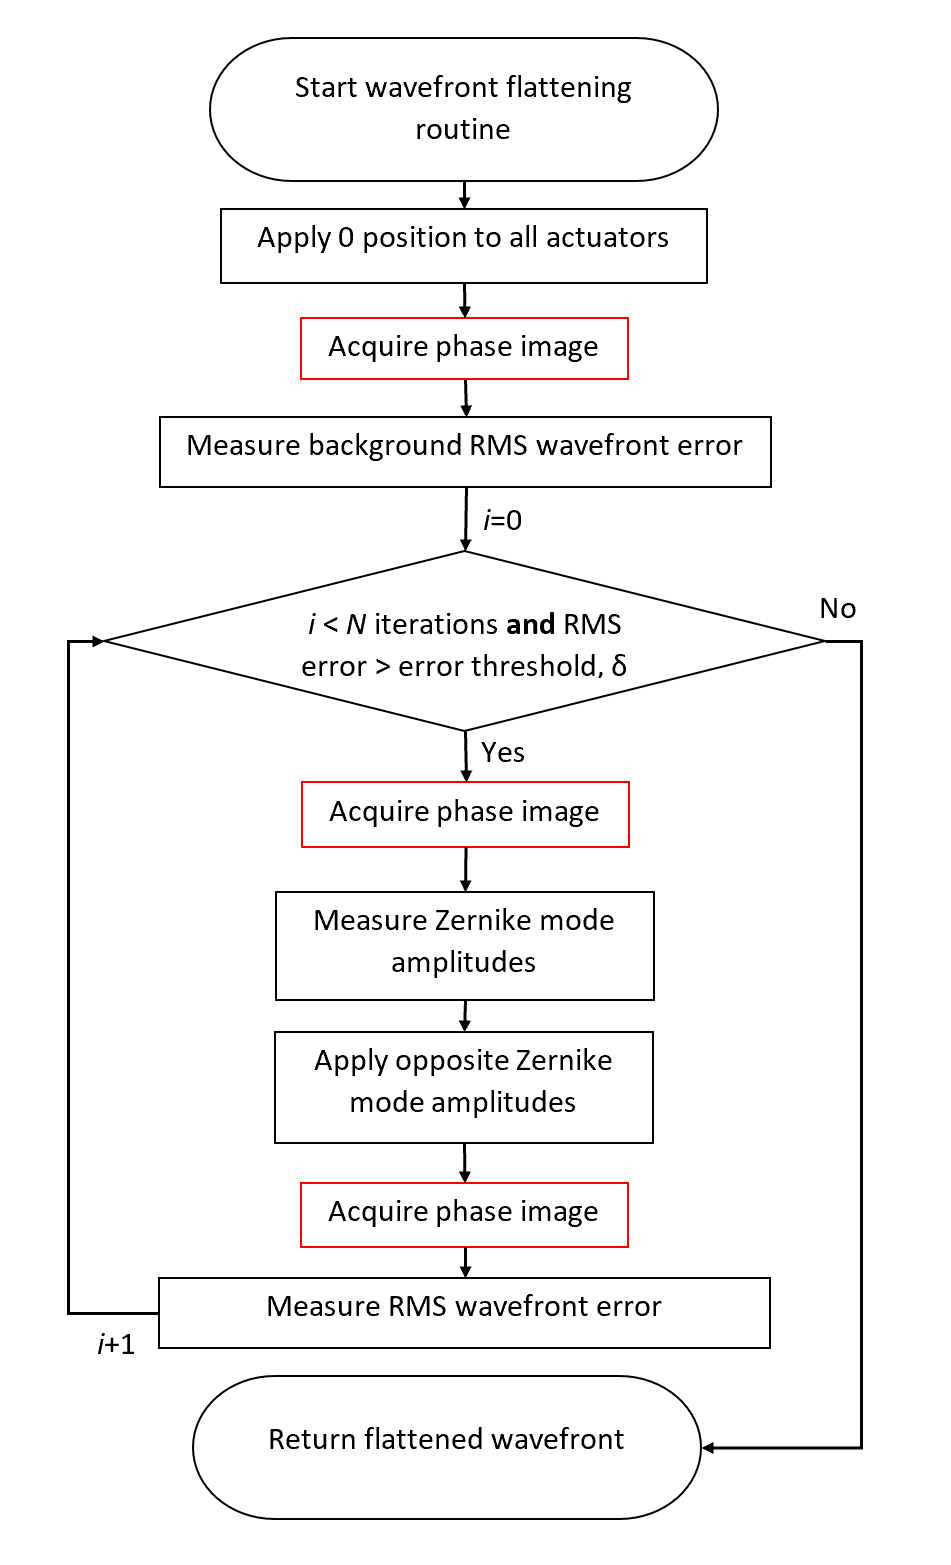 Start wavefront flattening
routine
Apply 0 position to all actuators
Acquire phase image
Measure background RMS wavefront error
i=0
No
i < N iterations and RMS
error > error threshold, δ
Yes
Acquire phase image
Measure Zernike mode
amplitudes
Apply opposite Zernike
mode amplitudes
Acquire phase image
Measure RMS wavefront error
i+1
Return flattened wavefront